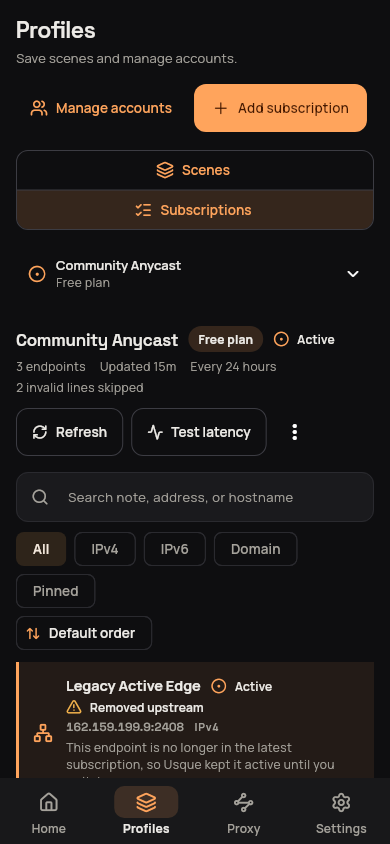 Profiles
Save scenes and manage accounts.
Manage accounts
Add subscription
Scenes
Subscriptions
Community Anycast
Free plan
Community Anycast Free plan Active
3 endpoints Updated 15m Every 24 hours
2 invalid lines skipped
Refresh
Test latency
Search note, address, or hostname
All IPv4 IPv6 Domain
Pinned
Default order
Legacy Active Edge Active
Removed upstream
162.159.199.9:2408 IPv4
This endpoint is no longer in the latest
subscription, so Usque kept it active until you
Home Profiles Proxy Settings